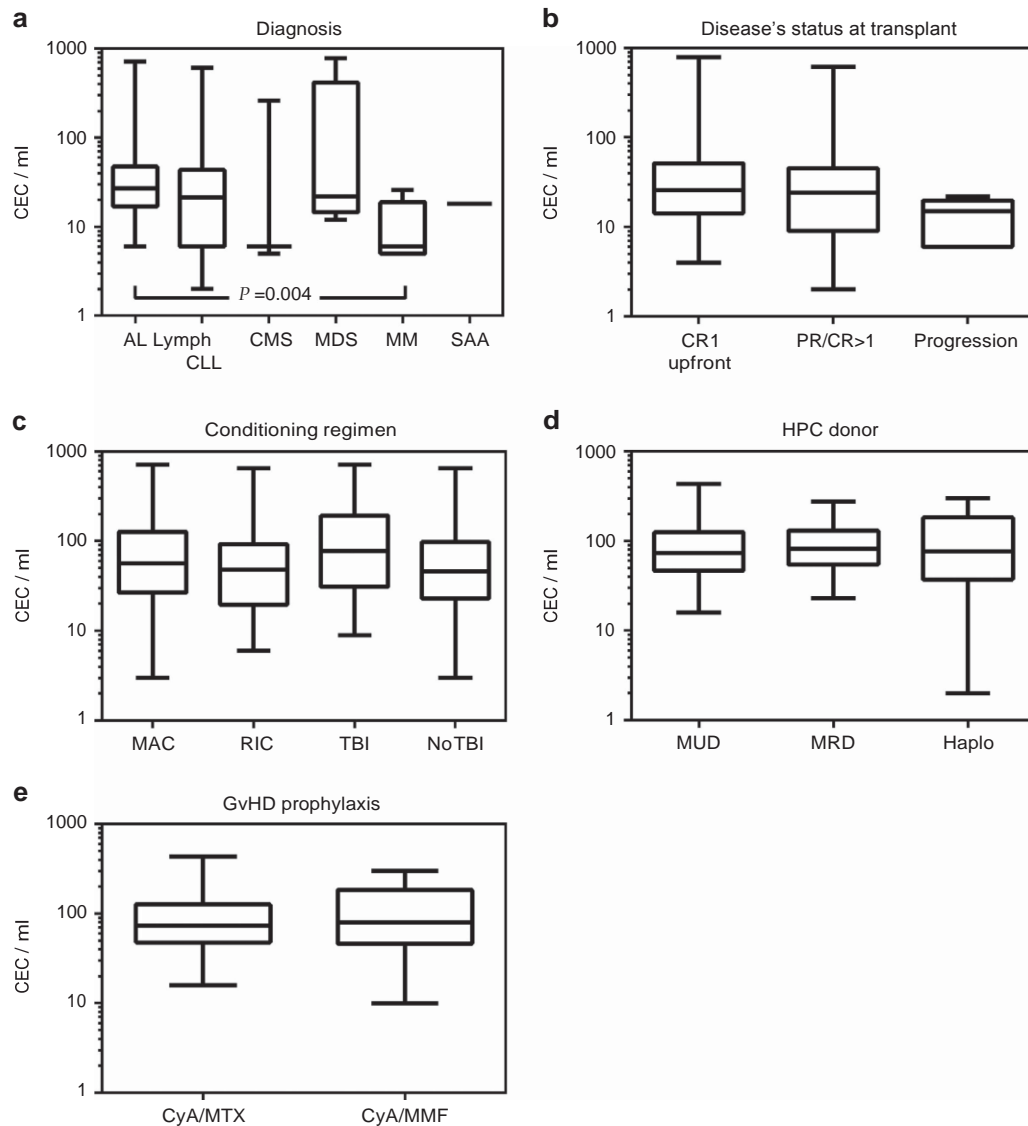 a
Diagnosis
1000
100
10
1
CEC / ml
P =0.004
AL Lymph CMS MDS MM SAA
CLL
b
Disease's status at transplant
1000
100
10
1
CEC / ml
CR1 PR/CR>1 Progression
upfront
c
Conditioning regimen
1000
100
10
1
CEC / ml
MAC RIC TBI NoTBI
d
HPC donor
1000
100
10
1
CEC / ml
MUD MRD Haplo
e
GvHD prophylaxis
1000
100
10
1
CEC / ml
CyA/MTX CyA/MMF